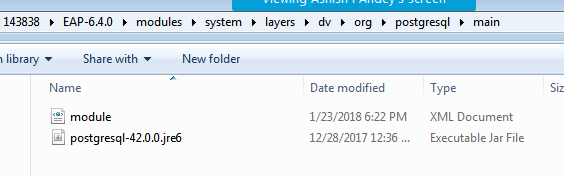 Viewing Ashish Pandey's screen
143838 EAP-6.4.0 modules system layers dv org postgresql main
library Share with New folder
Name Date modified Type Siz
module 1/23/2018 6:22 PM XML Document
postgresql-42.0.0.jre6 12/28/2017 12:36 ... Executable Jar File